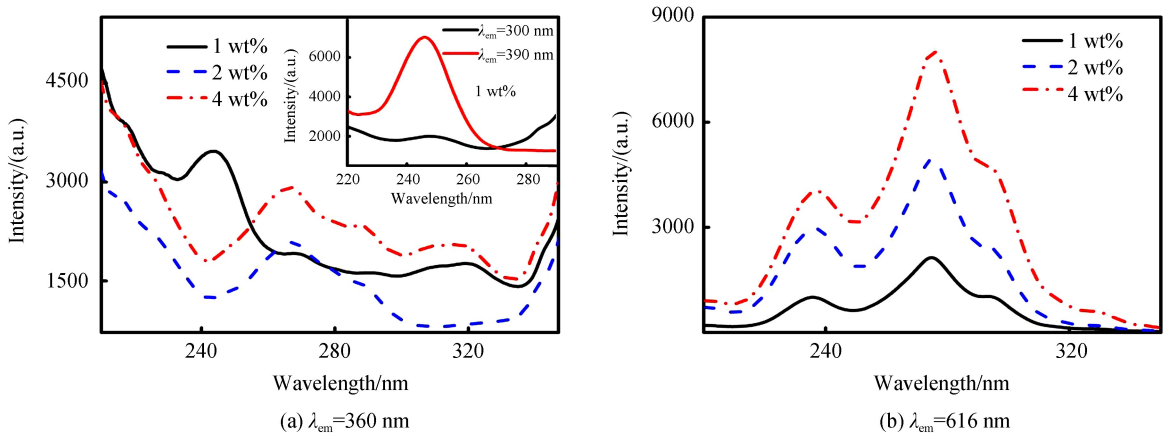 Intensity/(a.u.)
4500
3000
1500
240
280
320
Wavelength/nm
1 wt%
2 wt%
4 wt%
Intensity/(a.u.)
6000
4000
2000
220
240
260
280
Wavelength/nm
λem=300 nm
λem=390 nm
1 wt%
(a) λem=360 nm
Intensity/(a.u.)
9000
6000
3000
240
320
Wavelength/nm
1 wt%
2 wt%
4 wt%
(b) λem=616 nm